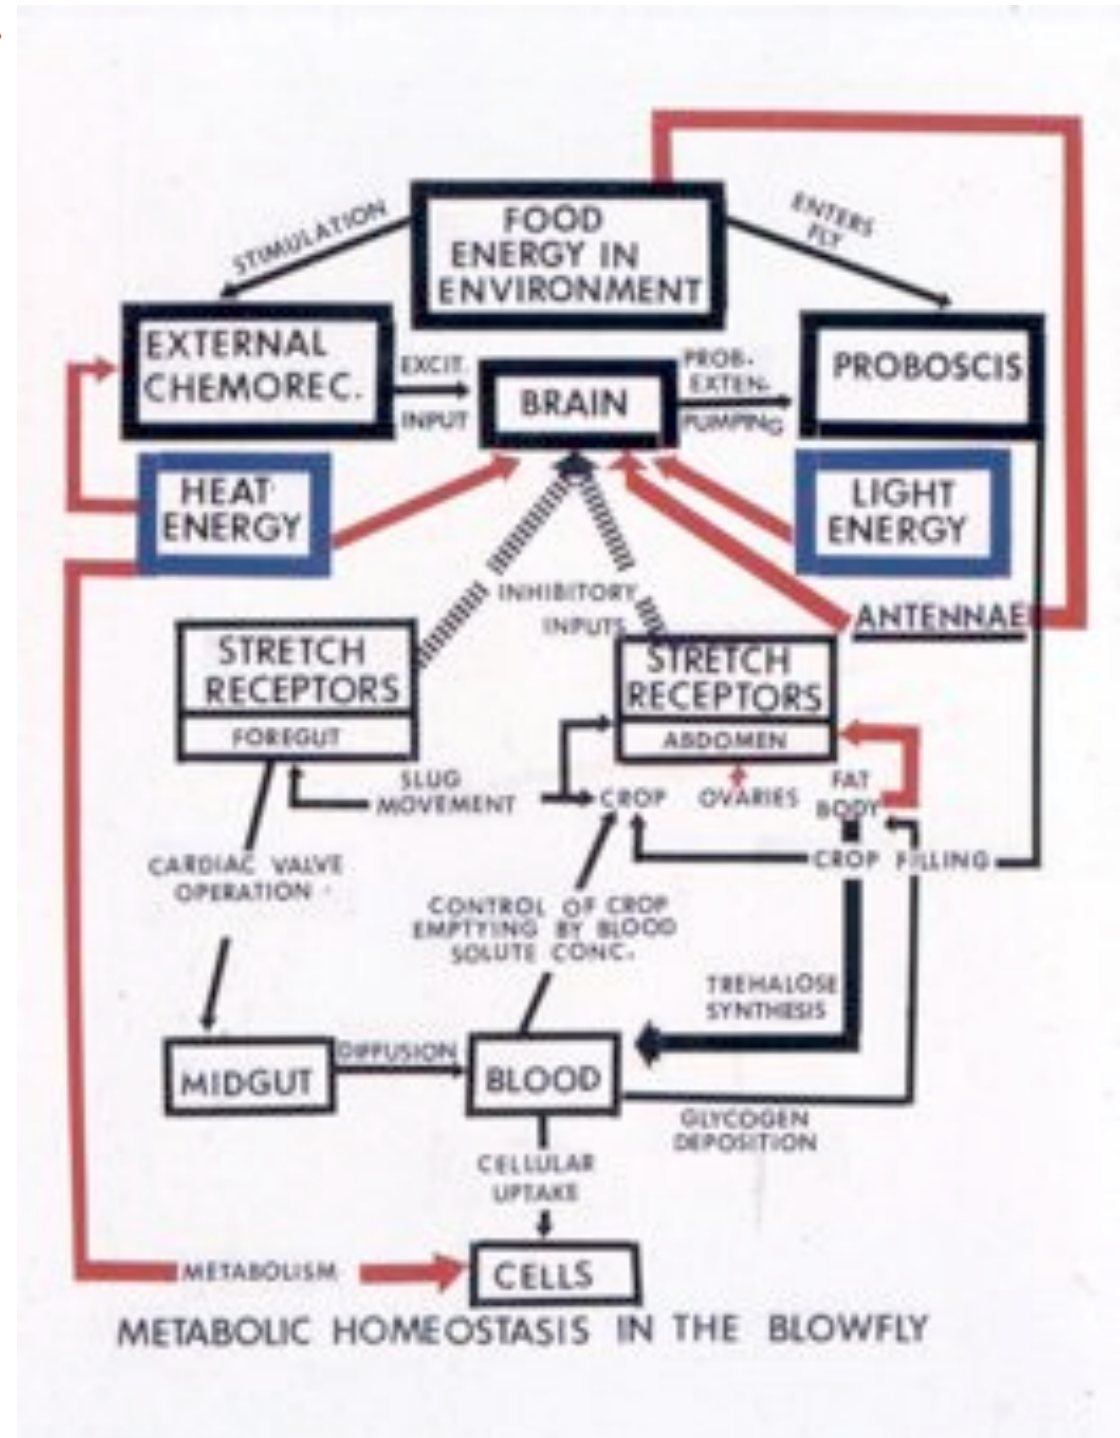 STIMULATION
ENTERS
FLY
FOOD
ENERGY IN
ENVIRONMENT
EXTERNAL
CHEMOREC.
EXCIT.
INPUT
BRAIN
PROB.
EXTEN.
PUMPING
PROBOSCIS
HEAT
ENERGY
LIGHT
ENERGY
INHIBITORY
INPUTS
ANTENNAE
STRETCH
RECEPTORS
FOREGUT
STRETCH
RECEPTORS
ABDOMEN
SLUG
MOVEMENT
CROP
OVARIES
FAT
BODY
CROP FILLING
CARDIAC VALVE
OPERATION
CONTROL OF CROP
EMPTYING BY BLOOD
SOLUTE CONC.
TREHALOSE
SYNTHESIS
MIDGUT
DIFFUSION
BLOOD
GLYCOGEN
DEPOSITION
CELLULAR
UPTAKE
METABOLISM
CELLS
METABOLIC HOMEOSTASIS IN THE BLOWFLY